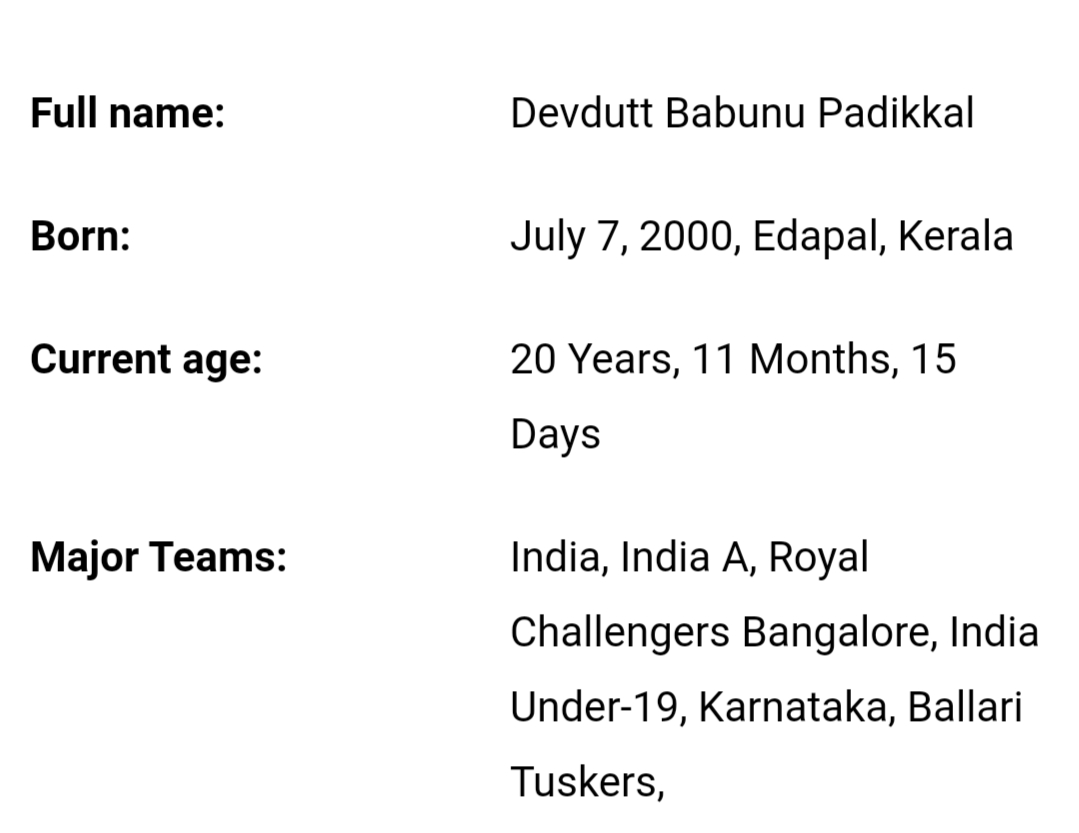 Full name: Devdutt Babunu Padikkal
Born: July 7, 2000, Edapal, Kerala
Current age: 20 Years, 11 Months, 15
Days
Major Teams: India, India A, Royal
Challengers Bangalore, India
Under-19, Karnataka, Ballari
Tuskers,